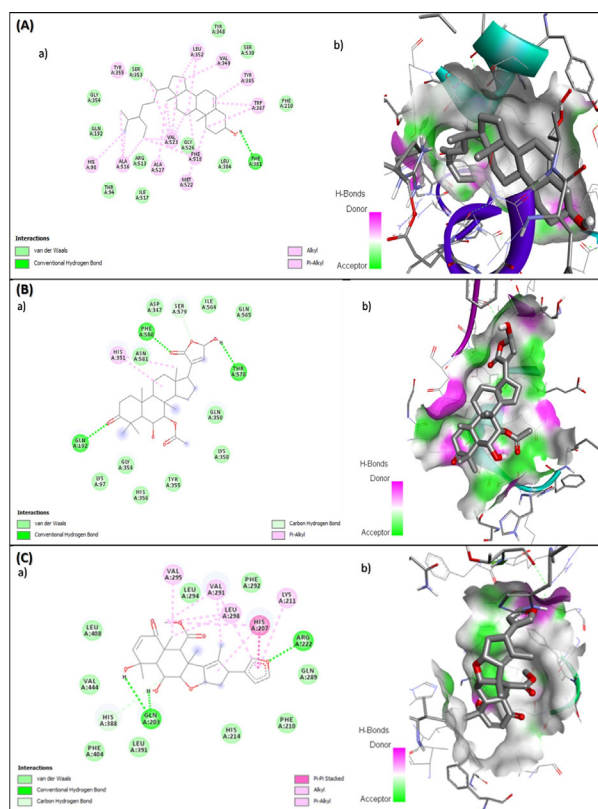 (A)
a)
b)
TYR
A:348
LEU
A:352
SER
A:530
VAL
A:349
TYR
A:355
SER
A:353
TYR
A:385
GLY
A:354
TRP
A:387
PHE
A:210
GLN
A:192
VAL
A:523
GLY
A:526
PHE
A:518
HIS
A:90
ALA
A:516
ARG
A:513
ALA
A:527
LEU
A:384
MET
A:522
THR
A:94
ILE
A:517
H-Bonds
Donor
Acceptor
Interactions
van der Waals
Conventional Hydrogen Bond
Alkyl
Pi-Alkyl
(B)
a)
b)
ASP
A:347
SER
A:579
ILE
A:564
GLN
A:565
PHE
A:580
HIS
A:351
ASN
A:581
GLN
A:350
GLN
A:192
GLY
A:354
LYS
A:358
LYS
A:97
HIS
A:356
TYR
A:355
H-Bonds
Donor
Acceptor
Interactions
van der Waals
Conventional Hydrogen Bond
Carbon Hydrogen Bond
Pi-Alkyl
(C)
a)
b)
VAL
A:295
LEU
A:294
VAL
A:291
PHE
A:292
LYS
A:211
LEU
A:298
HIS
A:207
LEU
A:408
ARG
A:222
GLN
A:289
VAL
A:444
HIS
A:388
GLN
A:203
HIS
A:214
PHE
A:210
PHE
A:404
LEU
A:391
H-Bonds
Donor
Acceptor
Interactions
van der Waals
Conventional Hydrogen Bond
Carbon Hydrogen Bond
Pi-Pi Stacked
Alkyl
Pi-Alkyl